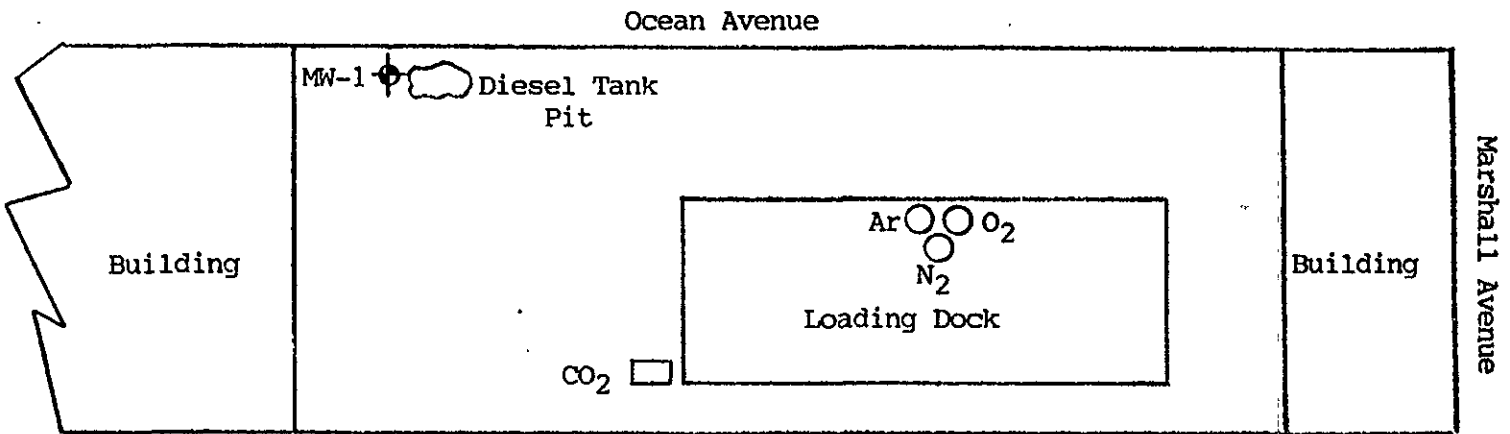 Ocean Avenue
MW-1
Diesel Tank
Pit
Marshall Avenue
Ar
O2
N2
Building
Building
Loading Dock
CO2